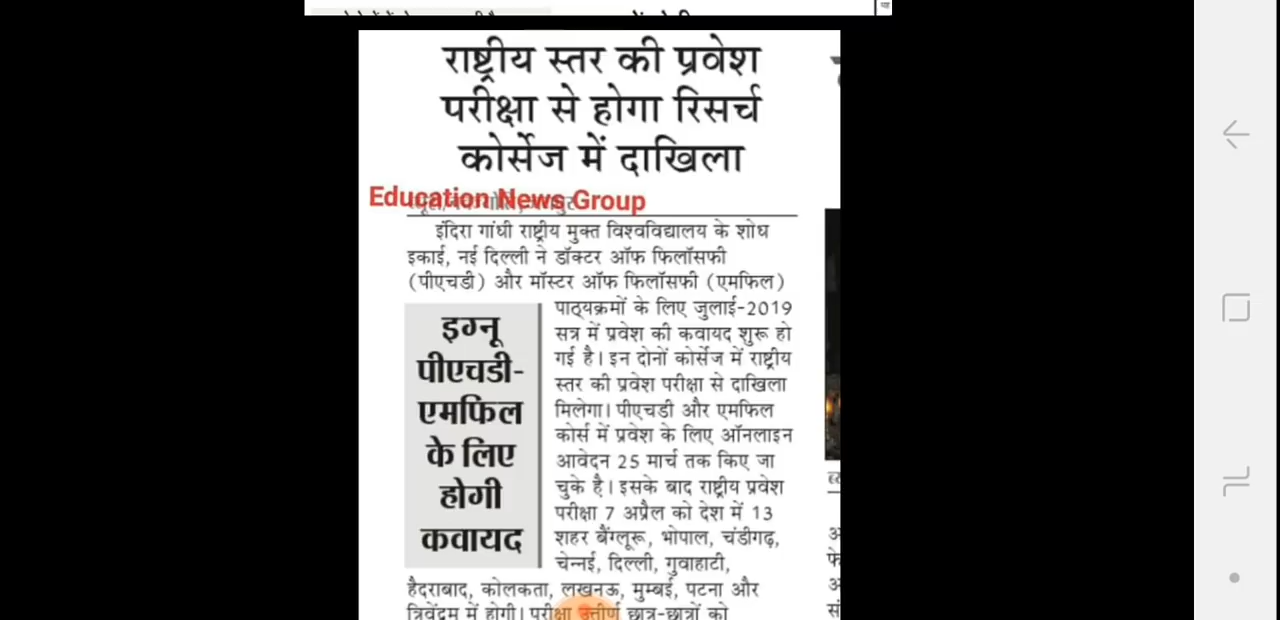 राष्ट्रीय स्तर की प्रवेश
परीक्षा से होगा रिसर्च
कोर्सेज में दाखिला
Education News Group
इंदिरा गांधी राष्ट्रीय मुक्त विश्वविद्यालय के शोध
इकाई, नई दिल्ली ने डॉक्टर ऑफ फिलॉसफी
(पीएचडी) और मॉस्टर ऑफ फिलॉसफी (एमफिल)
इग्नू
पीएचडी-
एमफिल
के लिए
होगी
कवायद
पाठ्यक्रमों के लिए जुलाई-2019
सत्र में प्रवेश की कवायद शुरू हो
गई है। इन दोनों कोर्सेज में राष्ट्रीय
स्तर की प्रवेश परीक्षा से दाखिला
मिलेगा। पीएचडी और एमफिल
कोर्स में प्रवेश के लिए ऑनलाइन
आवेदन 25 मार्च तक किए जा
चुके है। इसके बाद राष्ट्रीय प्रवेश
परीक्षा 7 अप्रैल को देश में 13
शहर बैंग्लूरू, भोपाल, चंडीगढ़,
चेन्नई, दिल्ली, गुवाहाटी,
हैदराबाद, कोलकता, लखनऊ, मुम्बई, पटना और
त्रिवेंद्रम में होगी। परीक्षा उत्तीर्ण छात्र-छात्रों को